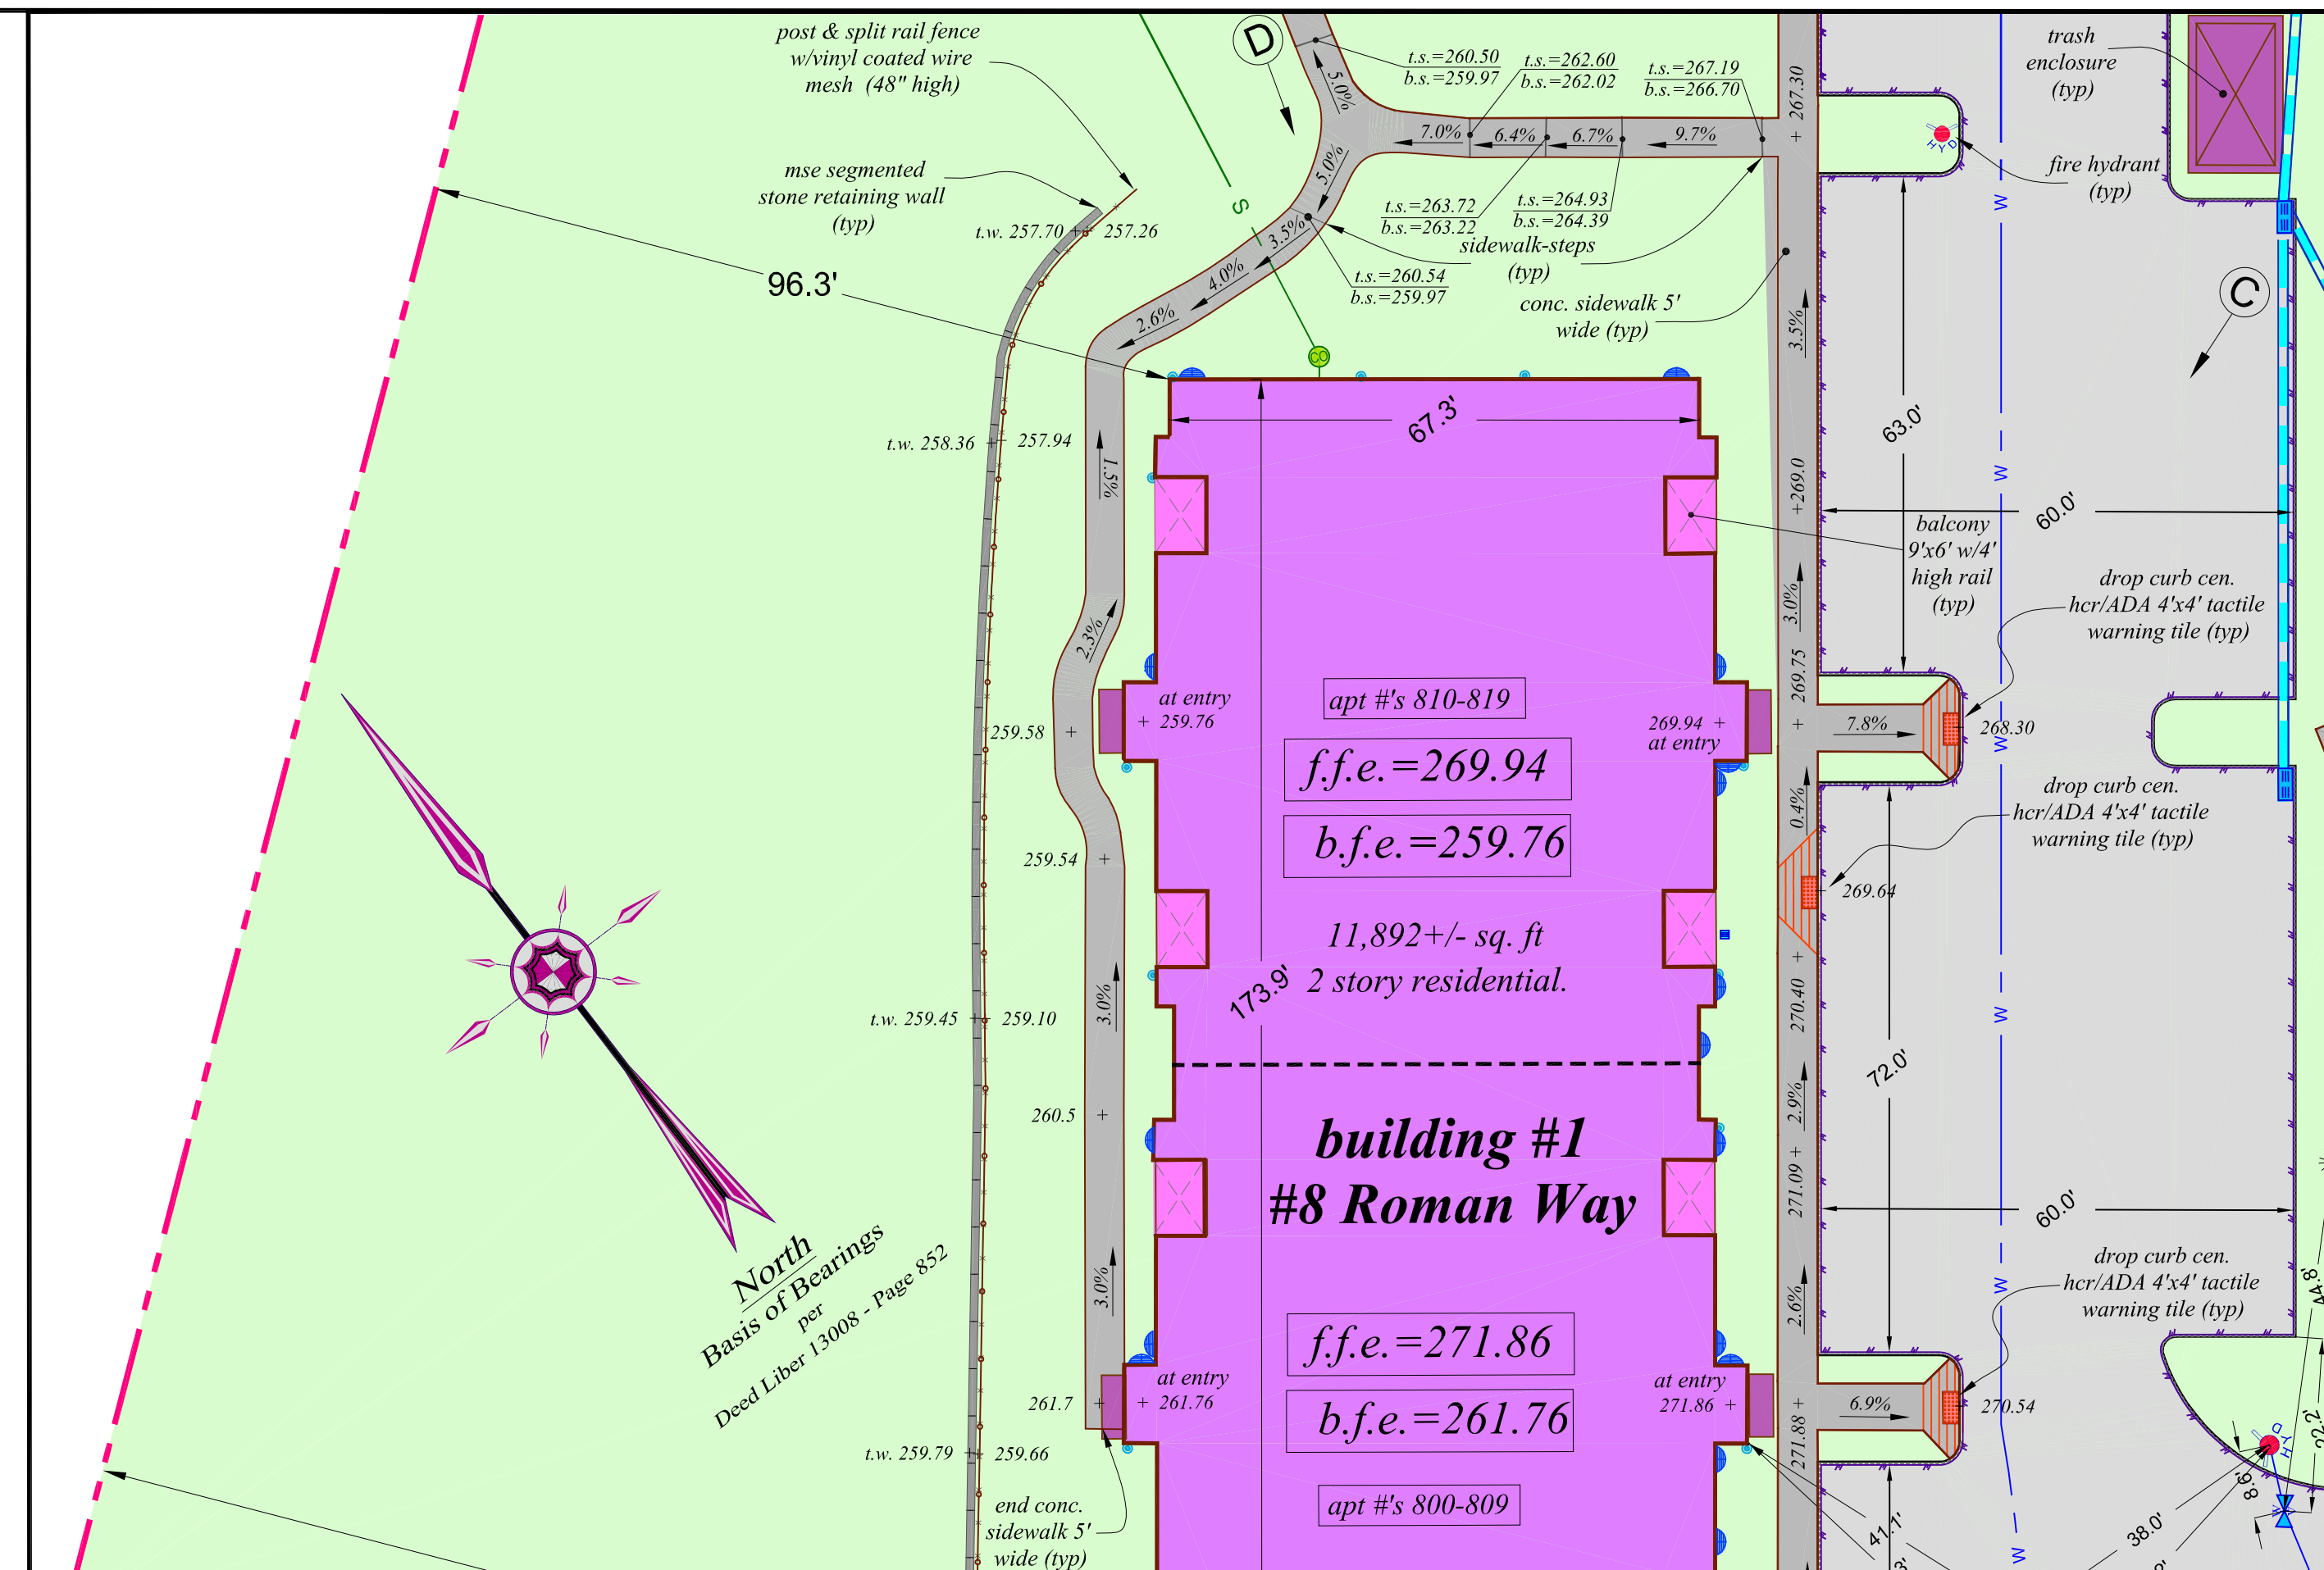 post & split rail fence
w/vinyl coated wire
mesh (48" high)
D
5.0%
t.s.=260.50
b.s.=259.97
t.s.=262.60
b.s.=262.02
t.s.=267.19
b.s.=266.70
267.30
trash
enclosure
(typ)
HYD
fire hydrant
(typ)
7.0%
6.4%
6.7%
9.7%
5.0%
mse segmented
stone retaining wall
(typ)
t.w. 257.70
257.26
S
3.5%
t.s.=263.72
b.s.=263.22
t.s.=264.93
b.s.=264.39
sidewalk-steps
(typ)
W
96.3'
4.0%
t.s.=260.54
b.s.=259.97
conc. sidewalk 5'
wide (typ)
C
2.6%
3.5%
CO
67.3'
63.0'
t.w. 258.36
257.94
1.5%
W
269.0
60.0'
balcony
9'x6' w/4'
high rail
(typ)
drop curb cen.
hcr/ADA 4'x4' tactile
warning tile (typ)
3.0%
2.3%
at entry
259.76
apt #'s 810-819
269.75
269.94
at entry
7.8%
268.30
W
259.58
f.f.e.=269.94
b.f.e.=259.76
0.4%
drop curb cen.
hcr/ADA 4'x4' tactile
warning tile (typ)
259.54
269.64
11,892+/- sq. ft
2 story residential.
173.9'
t.w. 259.45
259.10
3.0%
270.40
W
72.0'
260.5
2.9%
building #1
#8 Roman Way
271.09
60.0'
North
Basis of Bearings
per
Deed Liber 13008 - Page 852
3.0%
2.6%
W
drop curb cen.
hcr/ADA 4'x4' tactile
warning tile (typ)
44.8'
f.f.e.=271.86
b.f.e.=261.76
261.7
at entry
261.76
at entry
271.86
271.88
6.9%
270.54
22.2'
HYD
8.6'
t.w. 259.79
259.66
end conc.
sidewalk 5'
wide (typ)
apt #'s 800-809
41.1'
38.0'
W